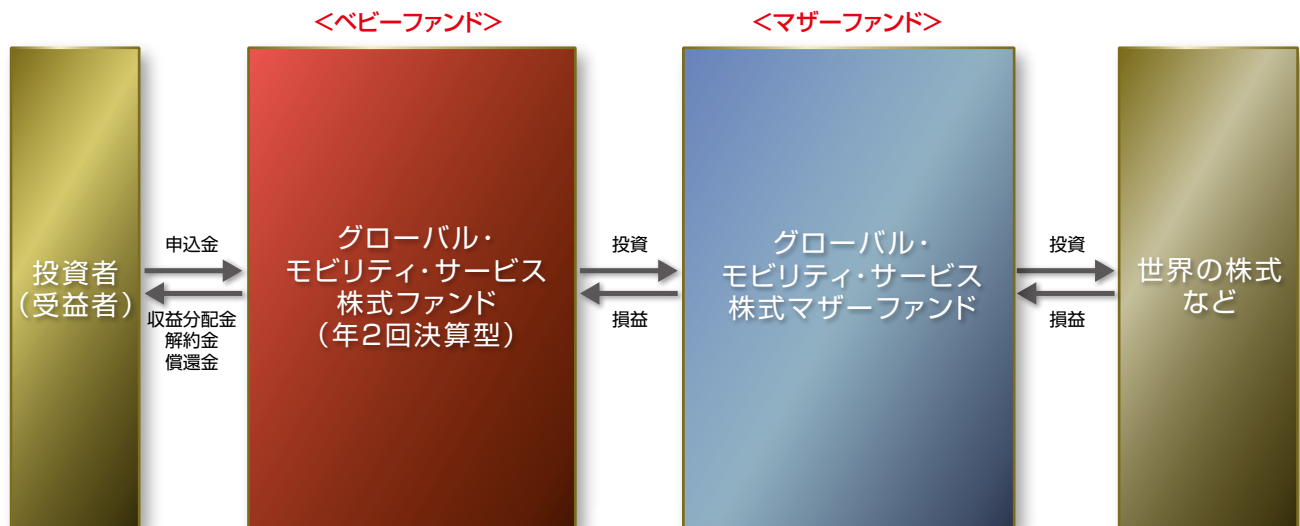 <ベビーファンド>
<マザーファンド>
投資者
(受益者)
申込金
収益分配金
解約金
償還金
グローバル・
モビリティ・サービス
株式ファンド
(年2回決算型)
投資
損益
グローバル・
モビリティ・サービス
株式マザーファンド
投資
損益
世界の株式
など